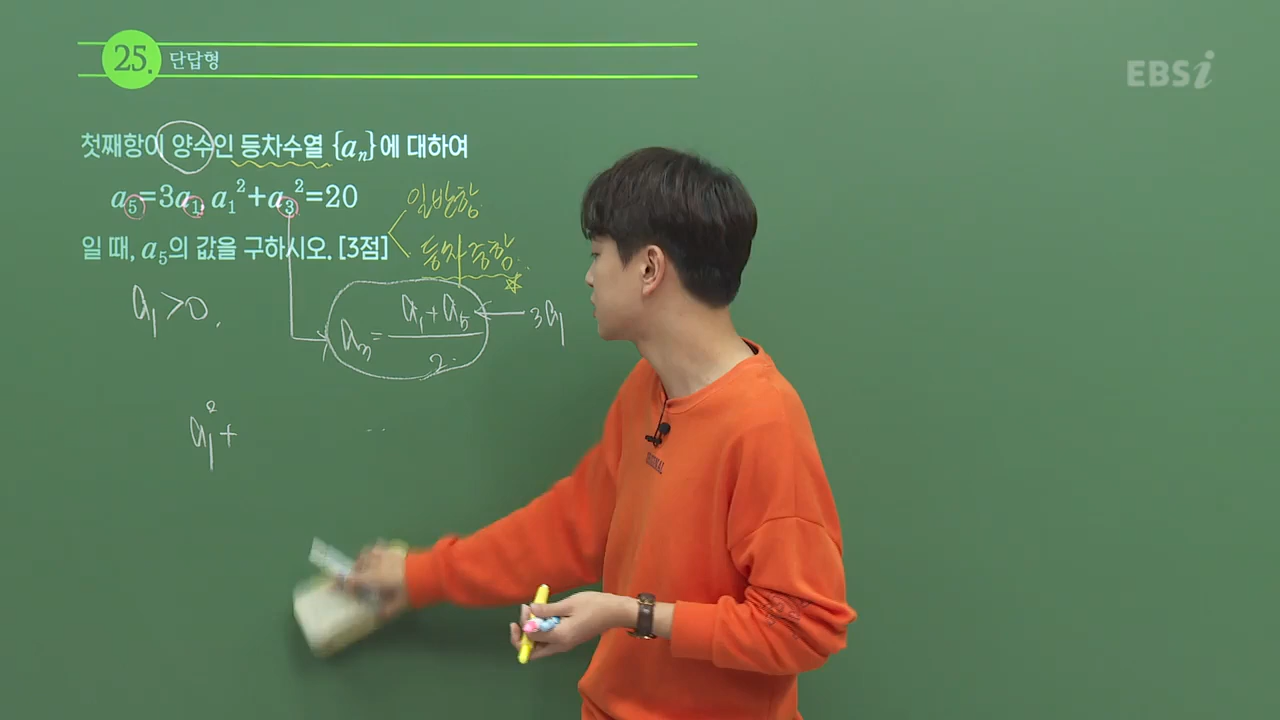 25. 단답형
EBSi
첫째항이 양수인 등차수열 {aₙ}에 대하여
a₅=3a₁, a₁²+a₃²=20
일 때, a₅의 값을 구하시오. [3점]
일반항
등차중항
a₁>0.
a₃= (a₁+a₅)/2 ← 3a₁
a₁²+